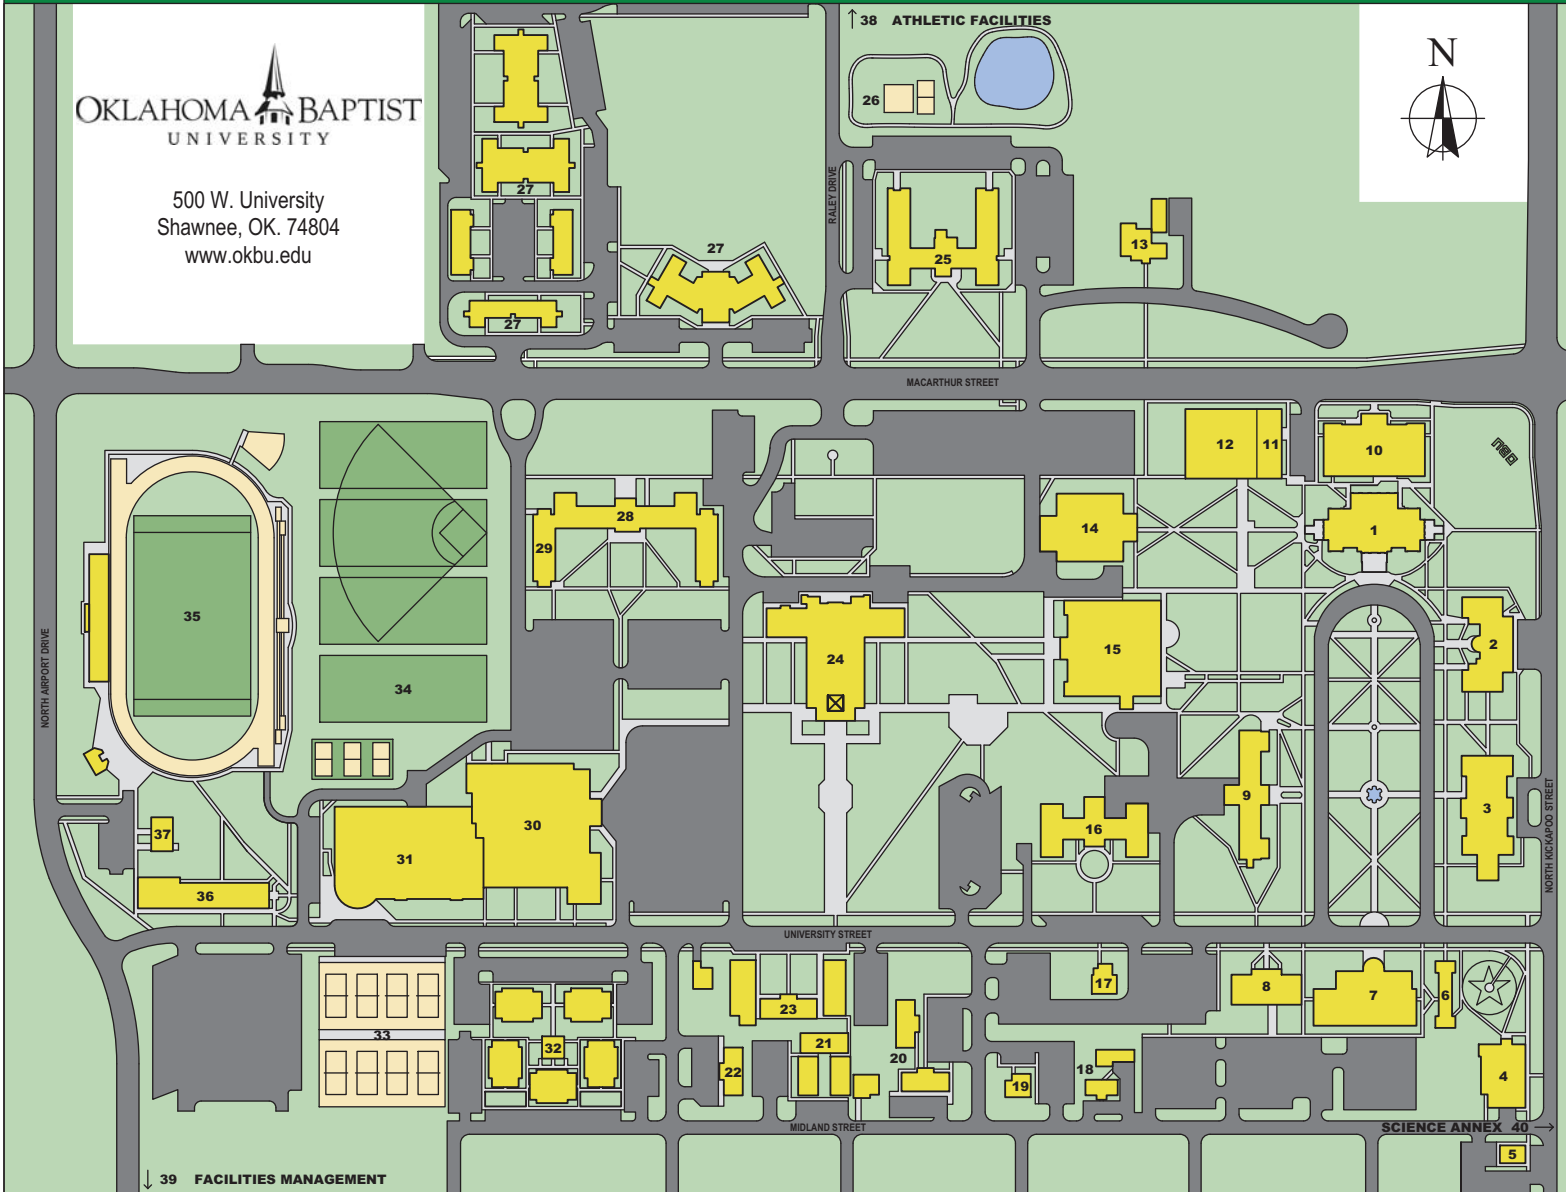 38 ATHLETIC FACILITIES
N
OKLAHOMA BAPTIST
UNIVERSITY
500 W. University
Shawnee, OK. 74804
www.okbu.edu
26
27
RALEY DRIVE
27
13
25
27
MACARTHUR STREET
12
11
10
OBU
28
14
1
29
35
NORTH AIRPORT DRIVE
15
2
24
34
9
3
NORTH KICKAPOO STREET
30
16
37
31
36
UNIVERSITY STREET
17
8
7
6
23
33
32
21
20
22
18
19
4
MIDLAND STREET
SCIENCE ANNEX 40
5
39 FACILITIES MANAGEMENT